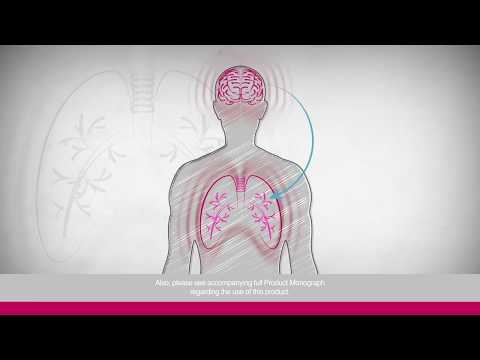 Also, please see accompanying full Product Monograph
regarding the use of this product.